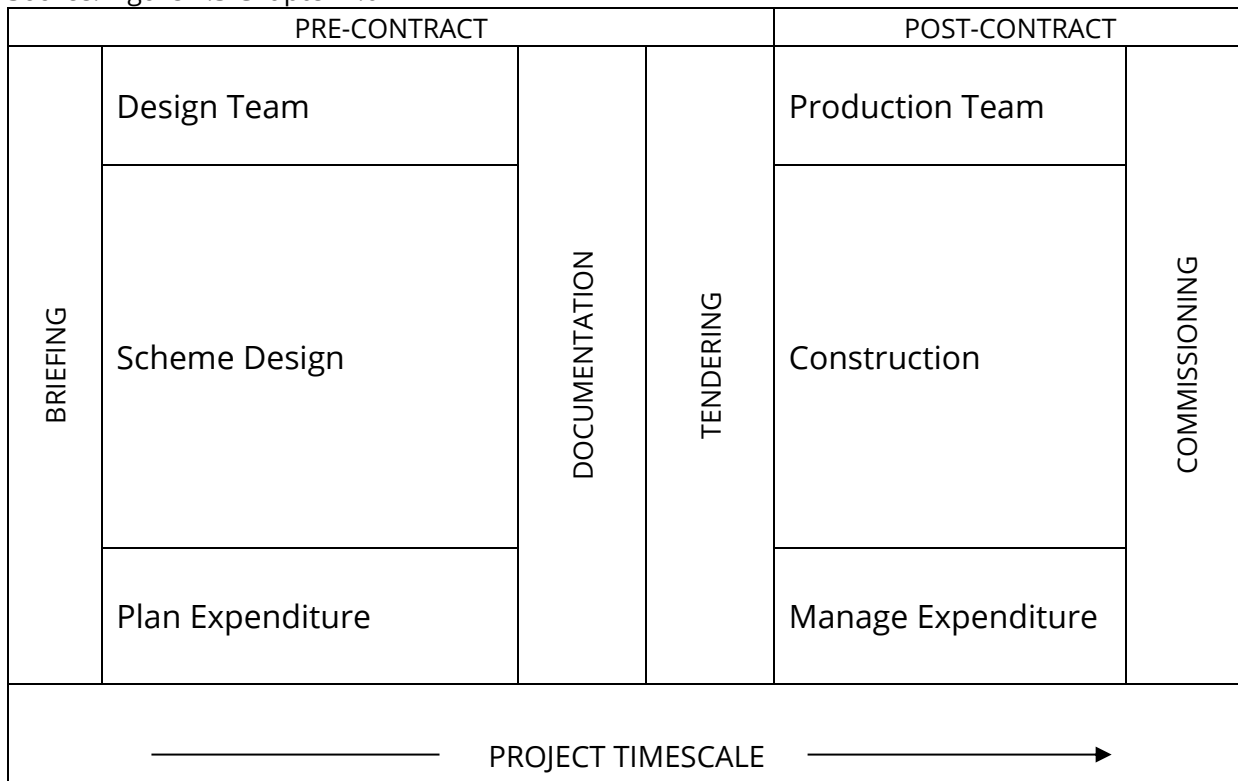 PRE-CONTRACT
POST-CONTRACT
BRIEFING
Design Team
Scheme Design
Plan Expenditure
DOCUMENTATION
TENDERING
Production Team
Construction
Manage Expenditure
COMMISSIONING
PROJECT TIMESCALE